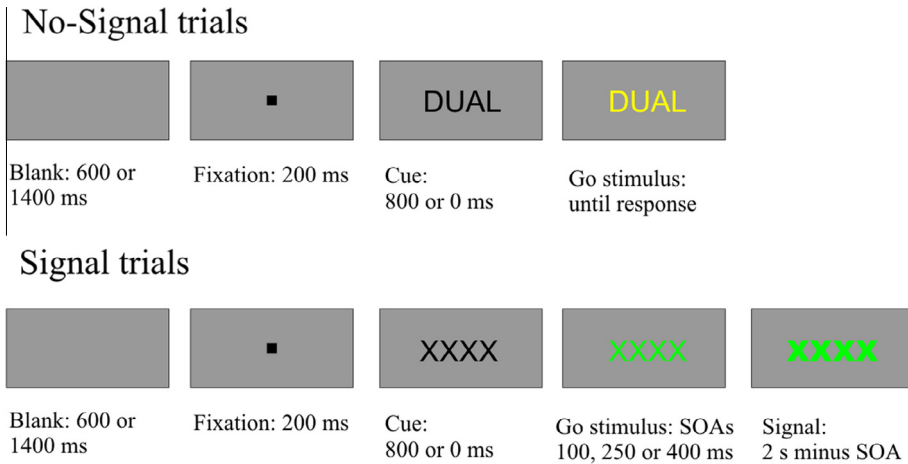 No-Signal trials
DUAL
DUAL
Blank: 600 or
1400 ms
Fixation: 200 ms
Cue:
800 or 0 ms
Go stimulus:
until response
Signal trials
XXXX
XXXX
XXXX
Blank: 600 or
1400 ms
Fixation: 200 ms
Cue:
800 or 0 ms
Go stimulus: SOAs
100, 250 or 400 ms
Signal:
2 s minus SOA